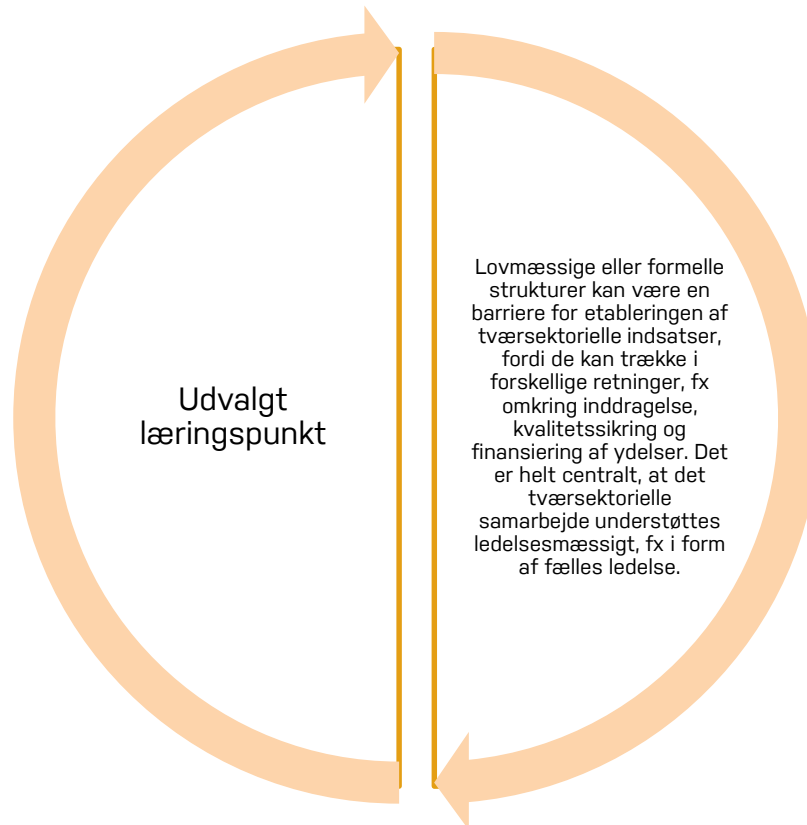 Udvalgt
læringspunkt
Lovmæssige eller formelle
strukturer kan være en
barriere for etableringen af
tværsektorielle indsatser,
fordi de kan trække i
forskellige retninger, fx
omkring inddragelse,
kvalitetssikring og
finansiering af ydelser. Det
er helt centralt, at det
tværsektorielle
samarbejde understøttes
ledelsesmæssigt, fx i form
af fælles ledelse.